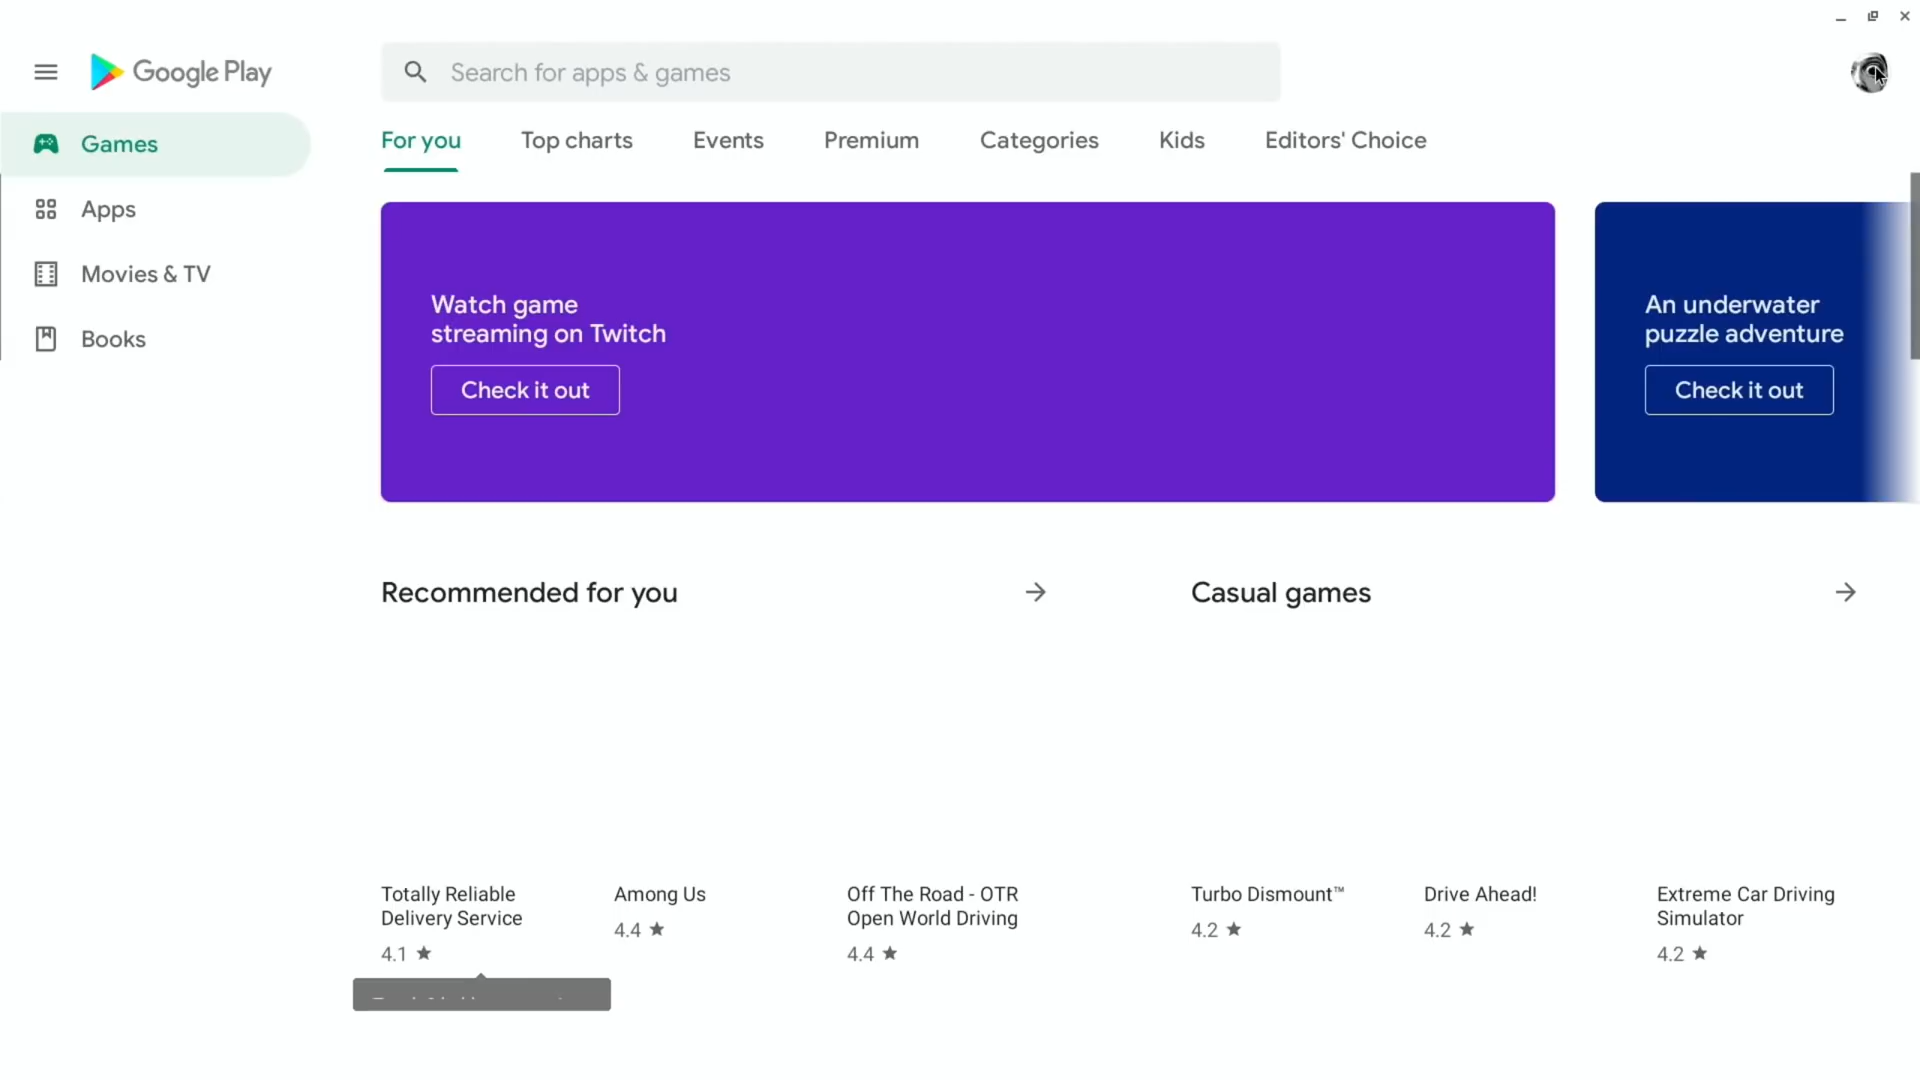 Google Play
Search for apps & games
Games
Apps
Movies & TV
Books
For you
Top charts
Events
Premium
Categories
Kids
Editors' Choice
Watch game
streaming on Twitch
Check it out
An underwater
puzzle adventure
Check it out
Recommended for you
Casual games
Totally Reliable
Delivery Service
4.1 ★
Among Us
4.4 ★
Off The Road - OTR
Open World Driving
4.4 ★
Turbo Dismount™
4.2 ★
Drive Ahead!
4.2 ★
Extreme Car Driving
Simulator
4.2 ★